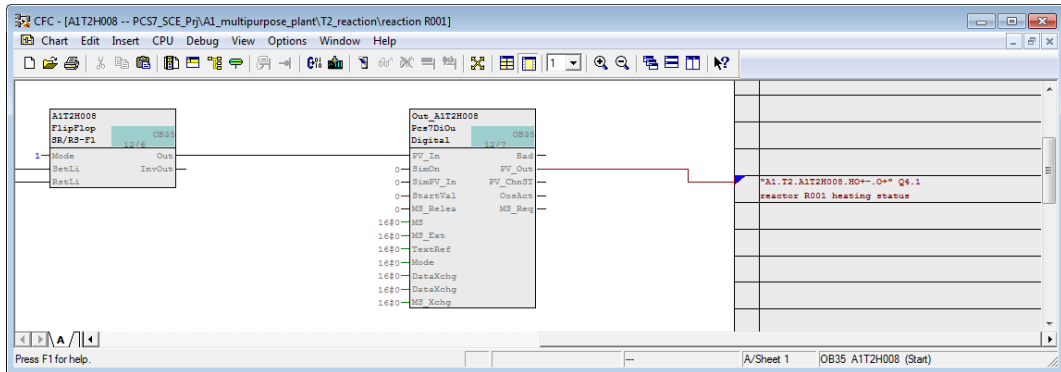 CFC - [A1T2H008 -- PCS7_SCE_Prj\A1_multipurpose_plant\T2_reaction\reaction R001]
Chart Edit Insert CPU Debug View Options Window Help
1
A1T2H008
FlipFlop
SR/RS-Fl
OB35
12/6
1 Mode Out
SetLi InvOut
RstLi
Out_A1T2H008
Pcs7DiOu
Digital
OB35
12/7
PV_In Bad
0 SimOn PV_Out
0 SimPV_In PV_ChnST
0 StartVal OosAct
0 MS_Relea MS_Req
16#0 MS
16#0 MS_Ext
16#0 TextRef
16#0 Mode
16#0 DataXchg
16#0 DataXchg
16#0 MS_Xchg
"A1.T2.A1T2H008.HO+-.O+" Q4.1
reactor R001 heating status
A
Press F1 for help.
---
A/Sheet 1
OB35 A1T2H008 (Start)